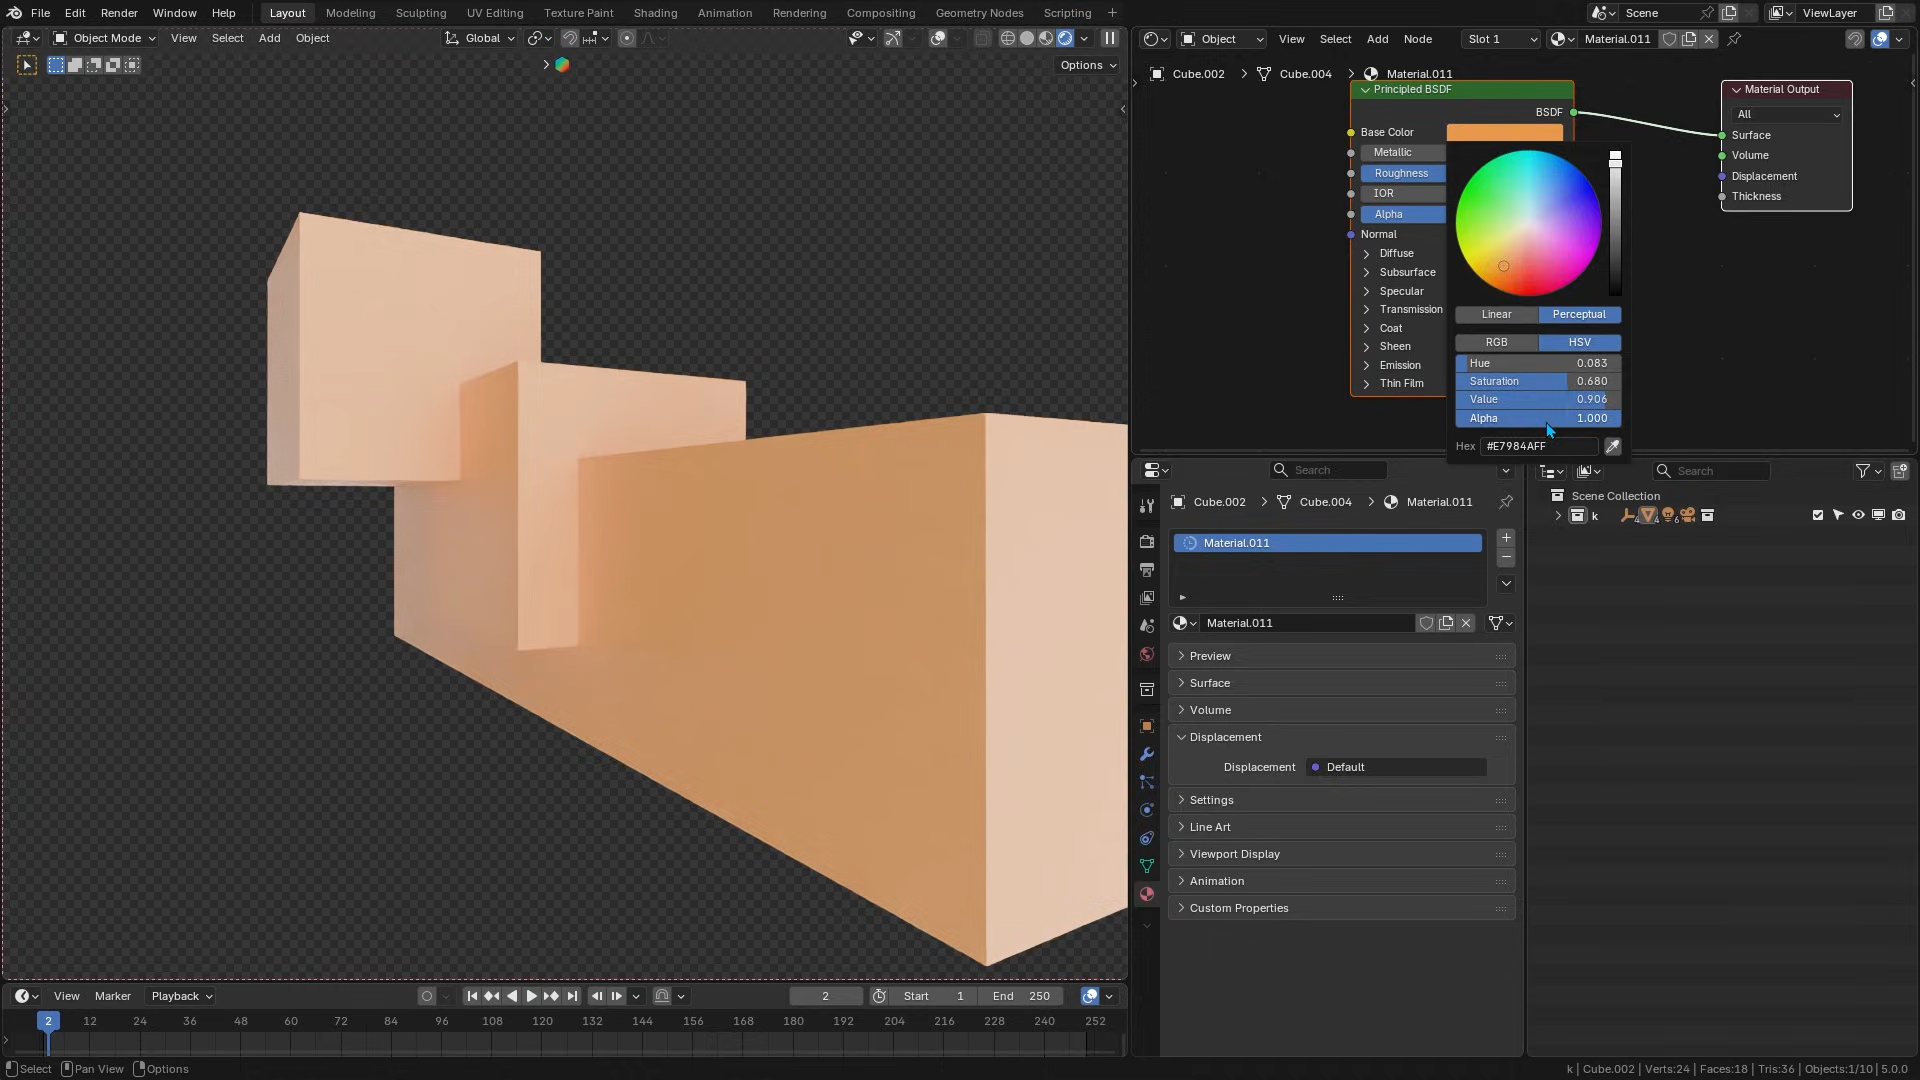 File Edit Render Window Help Layout Modeling Sculpting UV Editing Texture Paint Shading Animation Rendering Compositing Geometry Nodes Scripting Scene ViewLayer
Object Mode View Select Add Object Global
Options
Object View Select Add Node Slot 1 Material.011
Cube.002 Cube.004 Material.011
Principled BSDF
BSDF
Base Color
Metallic
Roughness
IOR
Alpha
Normal
Diffuse
Subsurface
Specular
Transmission
Coat
Sheen
Emission
Thin Film
Material Output
All
Surface
Volume
Displacement
Thickness
Linear Perceptual
RGB HSV
Hue 0.083
Saturation 0.680
Value 0.906
Alpha 1.000
Hex #E7984AFF
Search
Cube.002 Cube.004 Material.011
Material.011
Material.011
Preview
Surface
Volume
Displacement
Displacement Default
Settings
Line Art
Viewport Display
Animation
Custom Properties
Search
Scene Collection
k 4 4 6
View Marker Playback 2 Start 1 End 250
2 12 24 36 48 60 72 84 96 108 120 132 144 156 168 180 192 204 216 228 240 252
Select Pan View Options
k | Cube.002 | Verts:24 | Faces:18 | Tris:36 | Objects:1/10 | 5.0.0